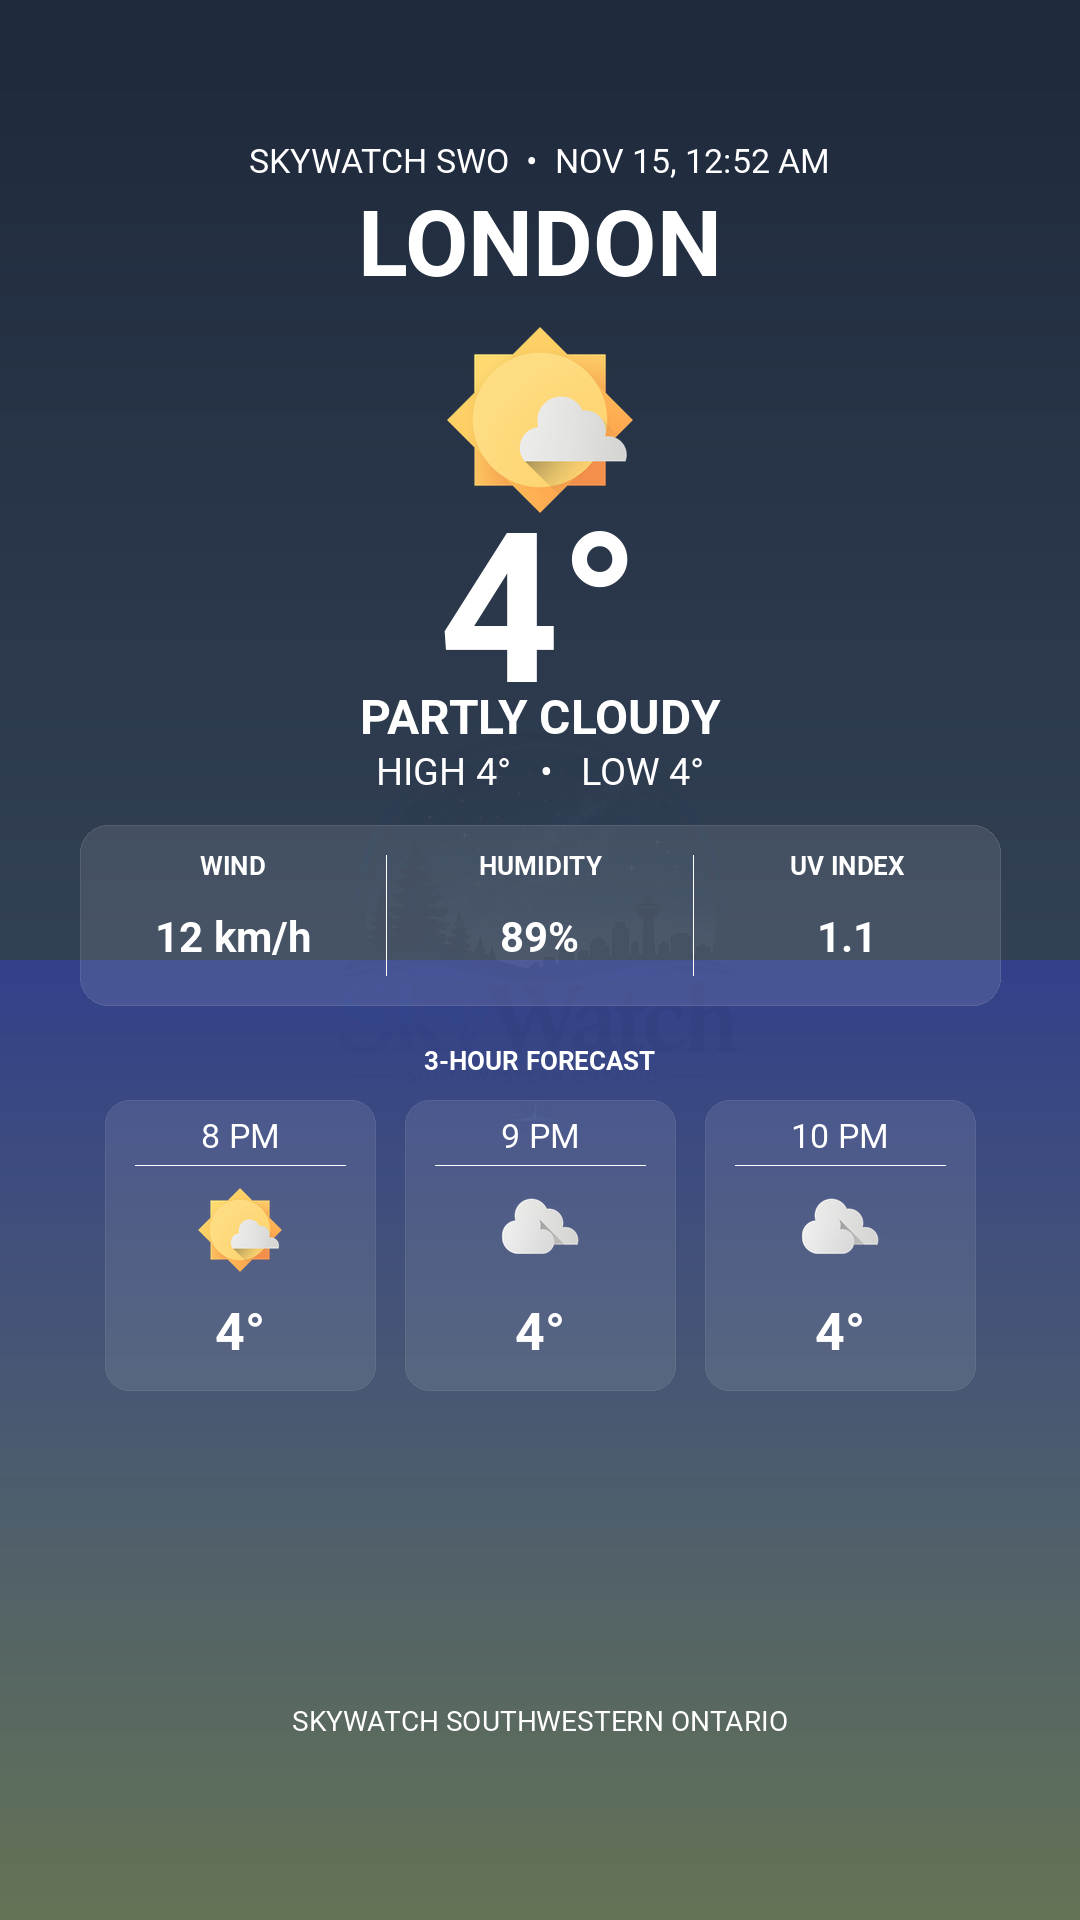 SKYWATCH SWO • NOV 15, 12:52 AM
LONDON
4°
PARTLY CLOUDY
HIGH 4° • LOW 4°
WIND HUMIDITY UV INDEX
12 km/h 89% 1.1
SkyWatch
3-HOUR FORECAST
8 PM 9 PM 10 PM
4° 4° 4°
SKYWATCH SOUTHWESTERN ONTARIO